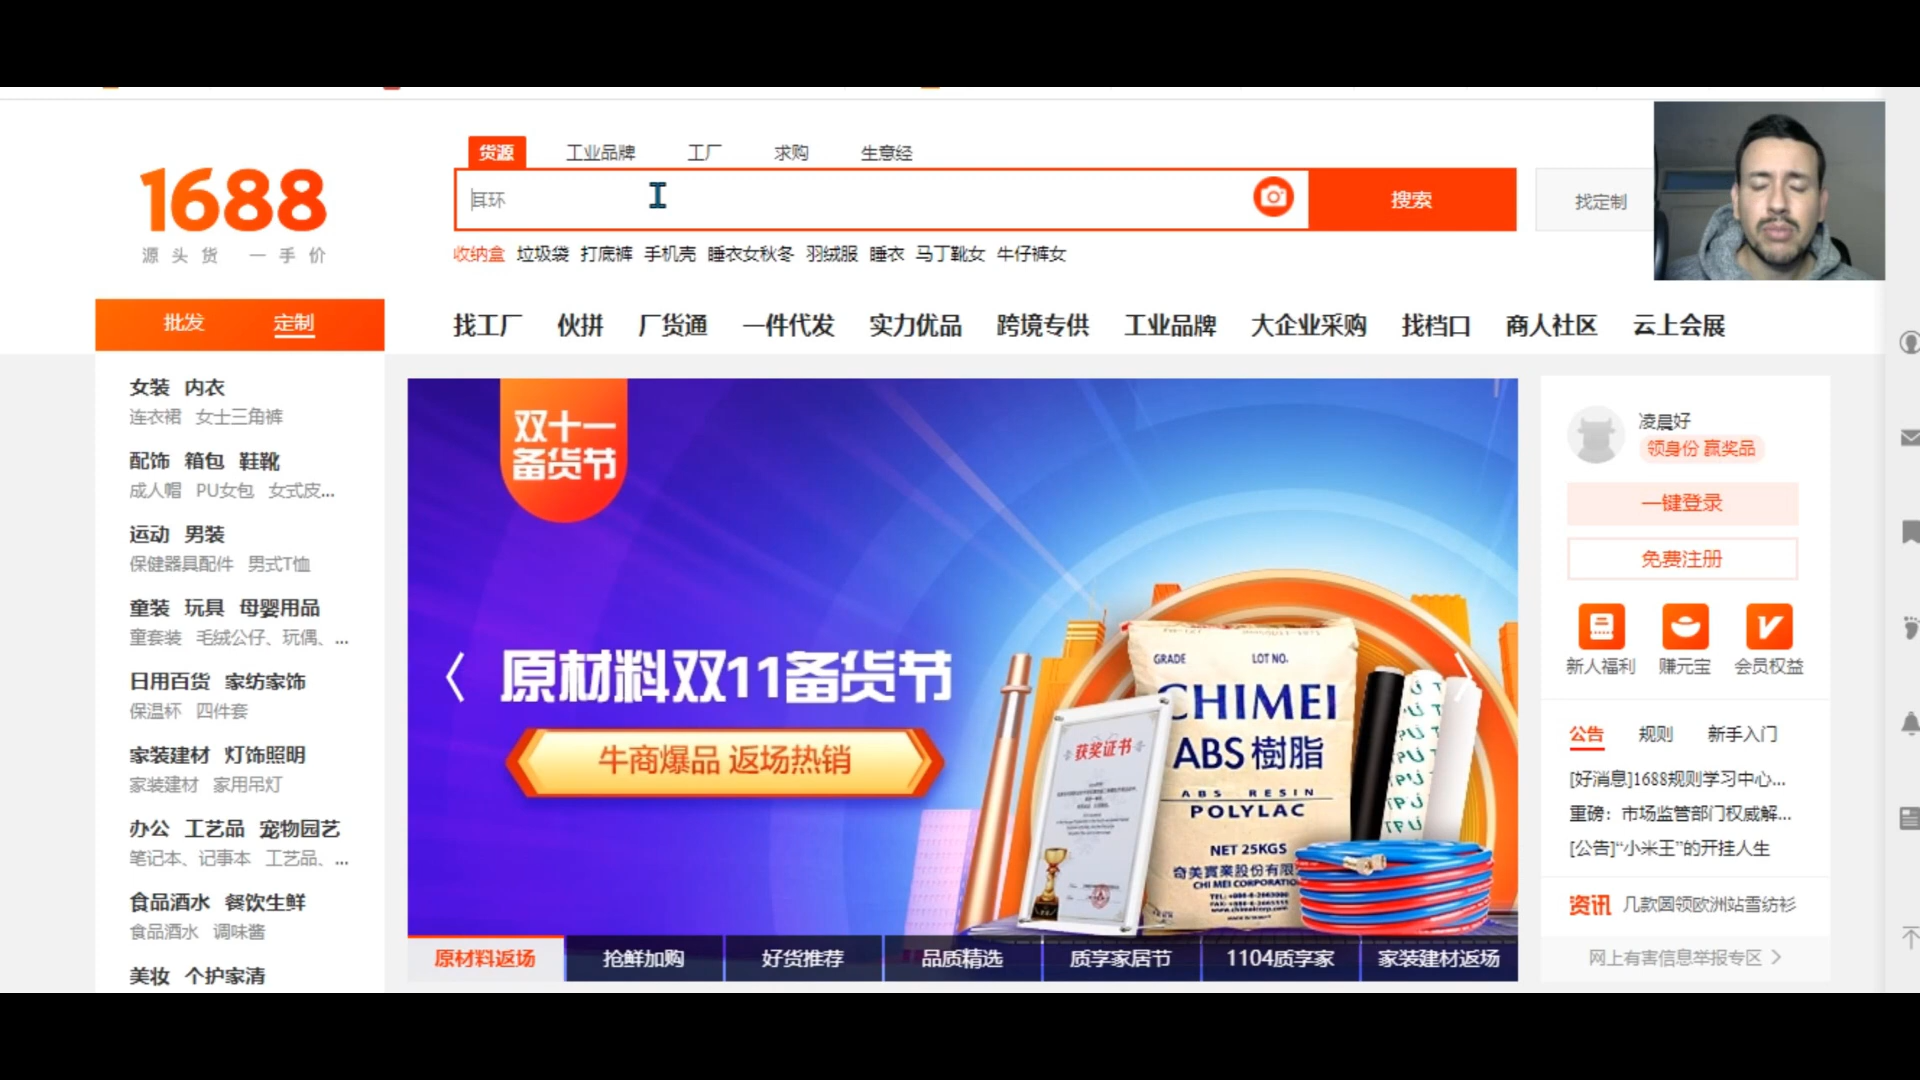 货源 工业品牌 工厂 求购 生意经
1688
源头货 一手价
耳环
搜索
找定制
收纳盒 垃圾袋 打底裤 手机壳 睡衣女秋冬 羽绒服 睡衣 马丁靴女 牛仔裤女
批发 定制
找工厂 伙拼 厂货通 一件代发 实力优品 跨境专供 工业品牌 大企业采购 找档口 商人社区 云上会展
女装 内衣
连衣裙 女士三角裤
配饰 箱包 鞋靴
成人帽 PU女包 女式皮...
运动 男装
保健器具配件 男式T恤
童装 玩具 母婴用品
童套装 毛绒公仔、玩偶、...
日用百货 家纺家饰
保温杯 四件套
家装建材 灯饰照明
家装建材 家用吊灯
办公 工艺品 宠物园艺
笔记本、记事本 工艺品、...
食品酒水 餐饮生鲜
食品酒水 调味酱
美妆 个护家清
双十一
备货节
原材料双11备货节
牛商爆品 返场热销
获奖证书
GRADE LOT NO.
CHIMEI
ABS 樹脂
ABS RESIN
POLYLAC
NET 25KGS
奇美實業股份有限
CHI MEI CORPORATIO
原材料返场 抢鲜加购 好货推荐 品质精选 质享家居节 1104质享家 家装建材返场
凌晨好
领身份 赢奖品
一键登录
免费注册
新人福利 赚元宝 会员权益
公告 规则 新手入门
[好消息]1688规则学习中心...
重磅：市场监管部门权威解...
[公告]“小米王”的开挂人生
资讯 几款圆领欧洲站雪纺衫
网上有害信息举报专区 >